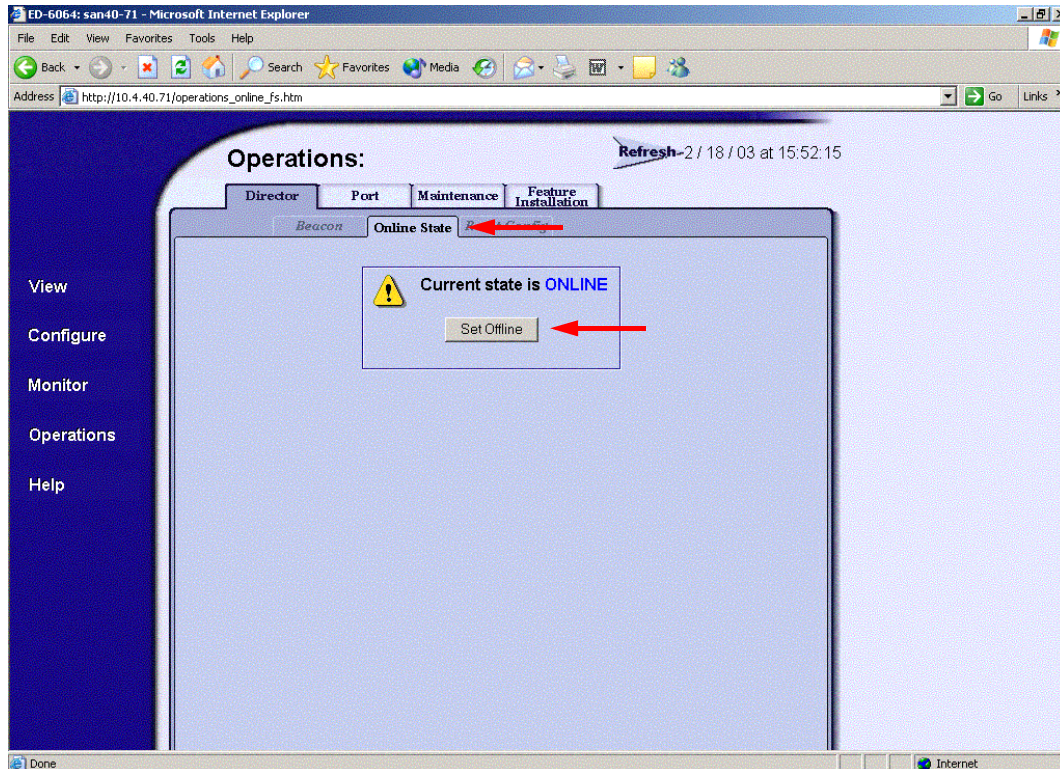 ED-6064: san40-71 - Microsoft Internet Explorer
File Edit View Favorites Tools Help
Back Search Favorites Media
Address http://10.4.40.71/operations_online_fs.htm Go Links
Operations:
Refresh-2 / 18 / 03 at 15:52:15
Director Port Maintenance Feature Installation
Beacon Online State Config
Current state is ONLINE
Set Offline
View
Configure
Monitor
Operations
Help
Done Internet